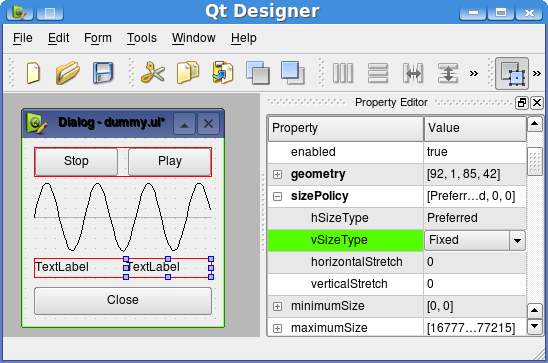 Qt Designer
File Edit Form Tools Window Help
» »
Property Editor
Dialog - dummy.ui*
Stop Play
TextLabel TextLabel
Close
Property Value
enabled true
geometry [92, 1, 85, 42]
sizePolicy [Preferr...d, 0, 0]
hSizeType Preferred
vSizeType Fixed
horizontalStretch 0
verticalStretch 0
minimumSize [0, 0]
maximumSize [16777...77215]